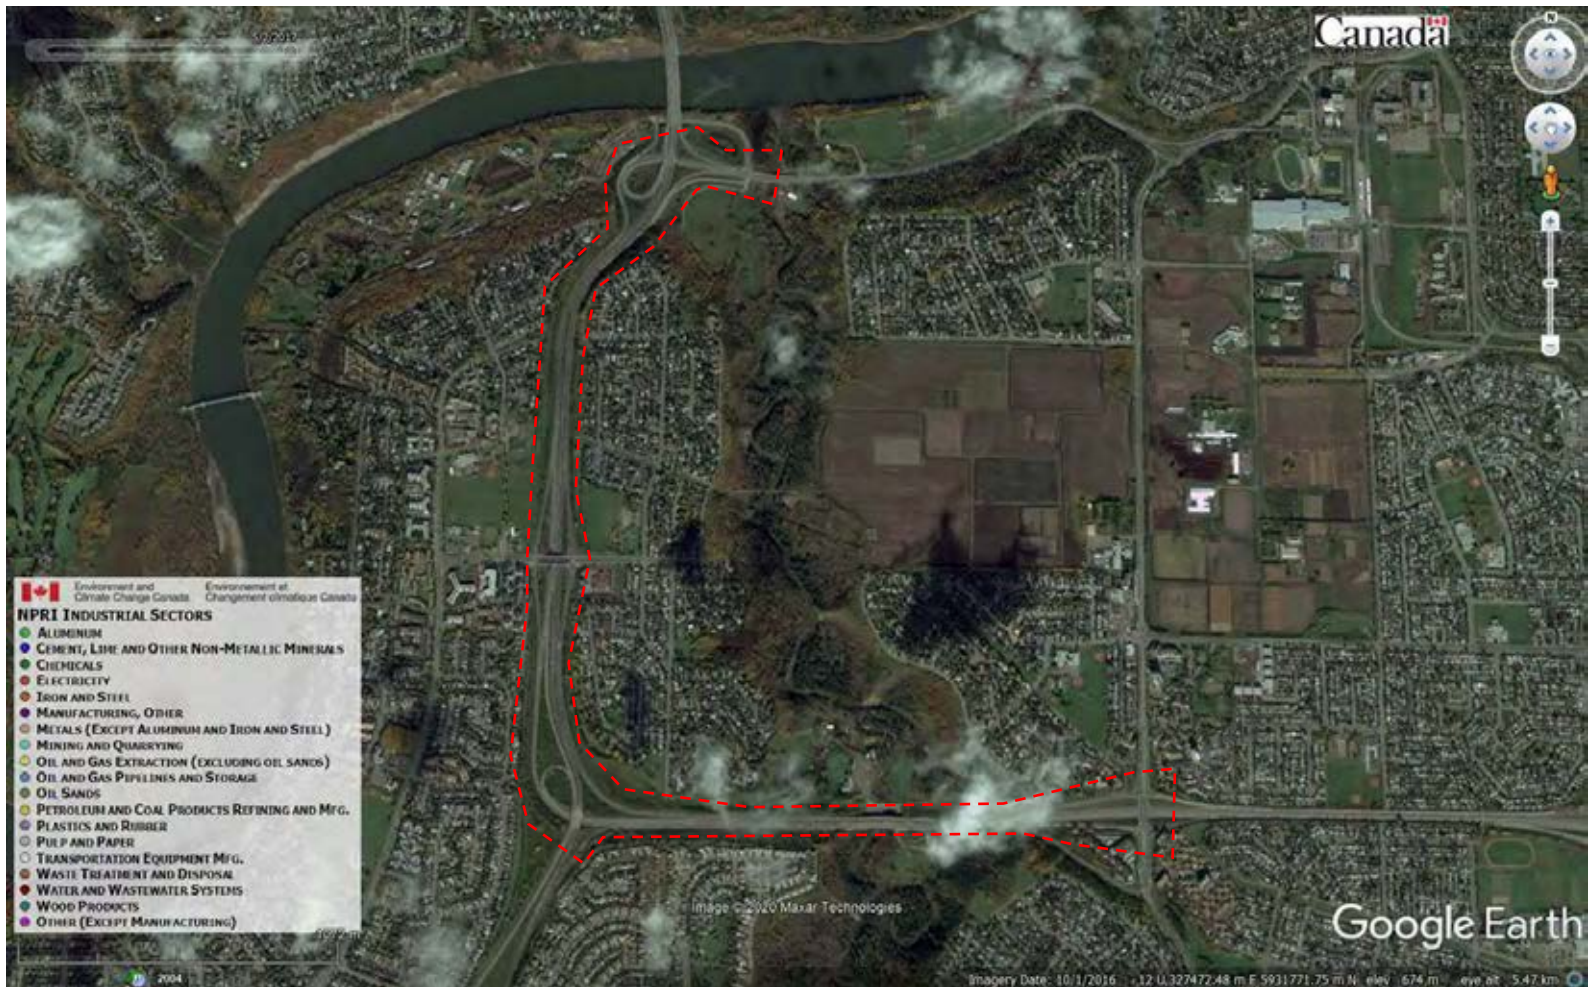 5/2/2017
Canada
N
Environment and
Climate Change Canada
Environnement et
Changement climatique Canada
NPRI INDUSTRIAL SECTORS
ALUMINUM
CEMENT, LIME AND OTHER NON-METALLIC MINERALS
CHEMICALS
ELECTRICITY
IRON AND STEEL
MANUFACTURING, OTHER
METALS (EXCEPT ALUMINUM AND IRON AND STEEL)
MINING AND QUARRYING
OIL AND GAS EXTRACTION (EXCLUDING OIL SANDS)
OIL AND GAS PIPELINES AND STORAGE
OIL SANDS
PETROLEUM AND COAL PRODUCTS REFINING AND MFG.
PLASTICS AND RUBBER
PULP AND PAPER
TRANSPORTATION EQUIPMENT MFG.
WASTE TREATMENT AND DISPOSAL
WATER AND WASTEWATER SYSTEMS
WOOD PRODUCTS
OTHER (EXCEPT MANUFACTURING)
Image © 2020 Maxar Technologies
Google Earth
2004
Imagery Date: 10/1/2016 12 U 327472.48 m E 5931771.75 m N elev 674 m eye alt 5.47 km